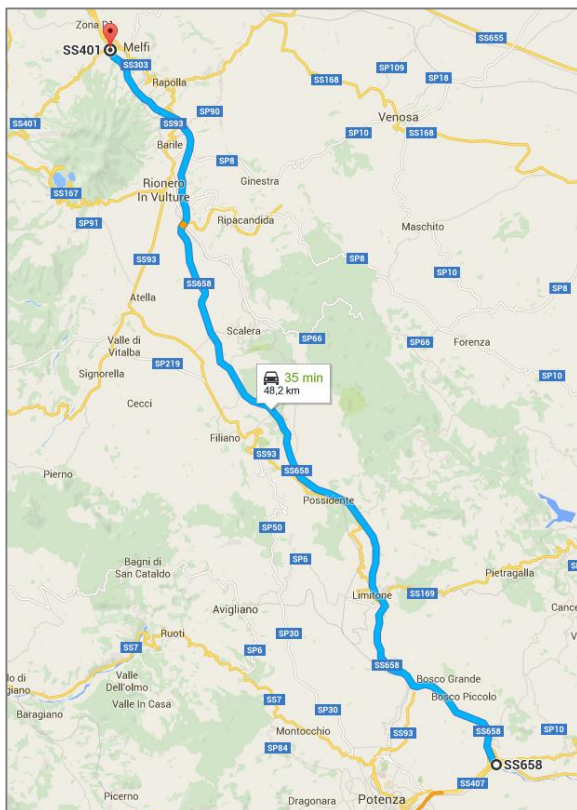 Zona P1
SS401
Melfi
SS303
SS655
Rapolla
SP109
SS168
SP18
SS401
SS93
SP90
Venosa
Barile
SP10
SS168
SP8
Rionero
In Vulture
Ginestra
SS167
SP91
Ripacandida
Maschito
SS93
SP8
SP10
SP8
SS658
Atella
Scalera
SP66
SP66
Forenza
Valle di
Vitalba
SP219
Signorella
SP10
35 min
48,2 km
Cecci
Filiano
SS93
SS658
Pierno
Possidente
SP50
SP6
Bagni di
San Cataldo
Pietragalla
Limitone
SS169
Avigliano
SP30
Ruoti
SS7
SP6
SS658
Valle
Dell'olmo
Bosco Grande
Bosco Piccolo
SS7
Valle In Casa
SP30
Baragiano
SS93
SS658
SP10
Montocchio
SP84
SS658
SS407
Picerno
Potenza
Dragonara